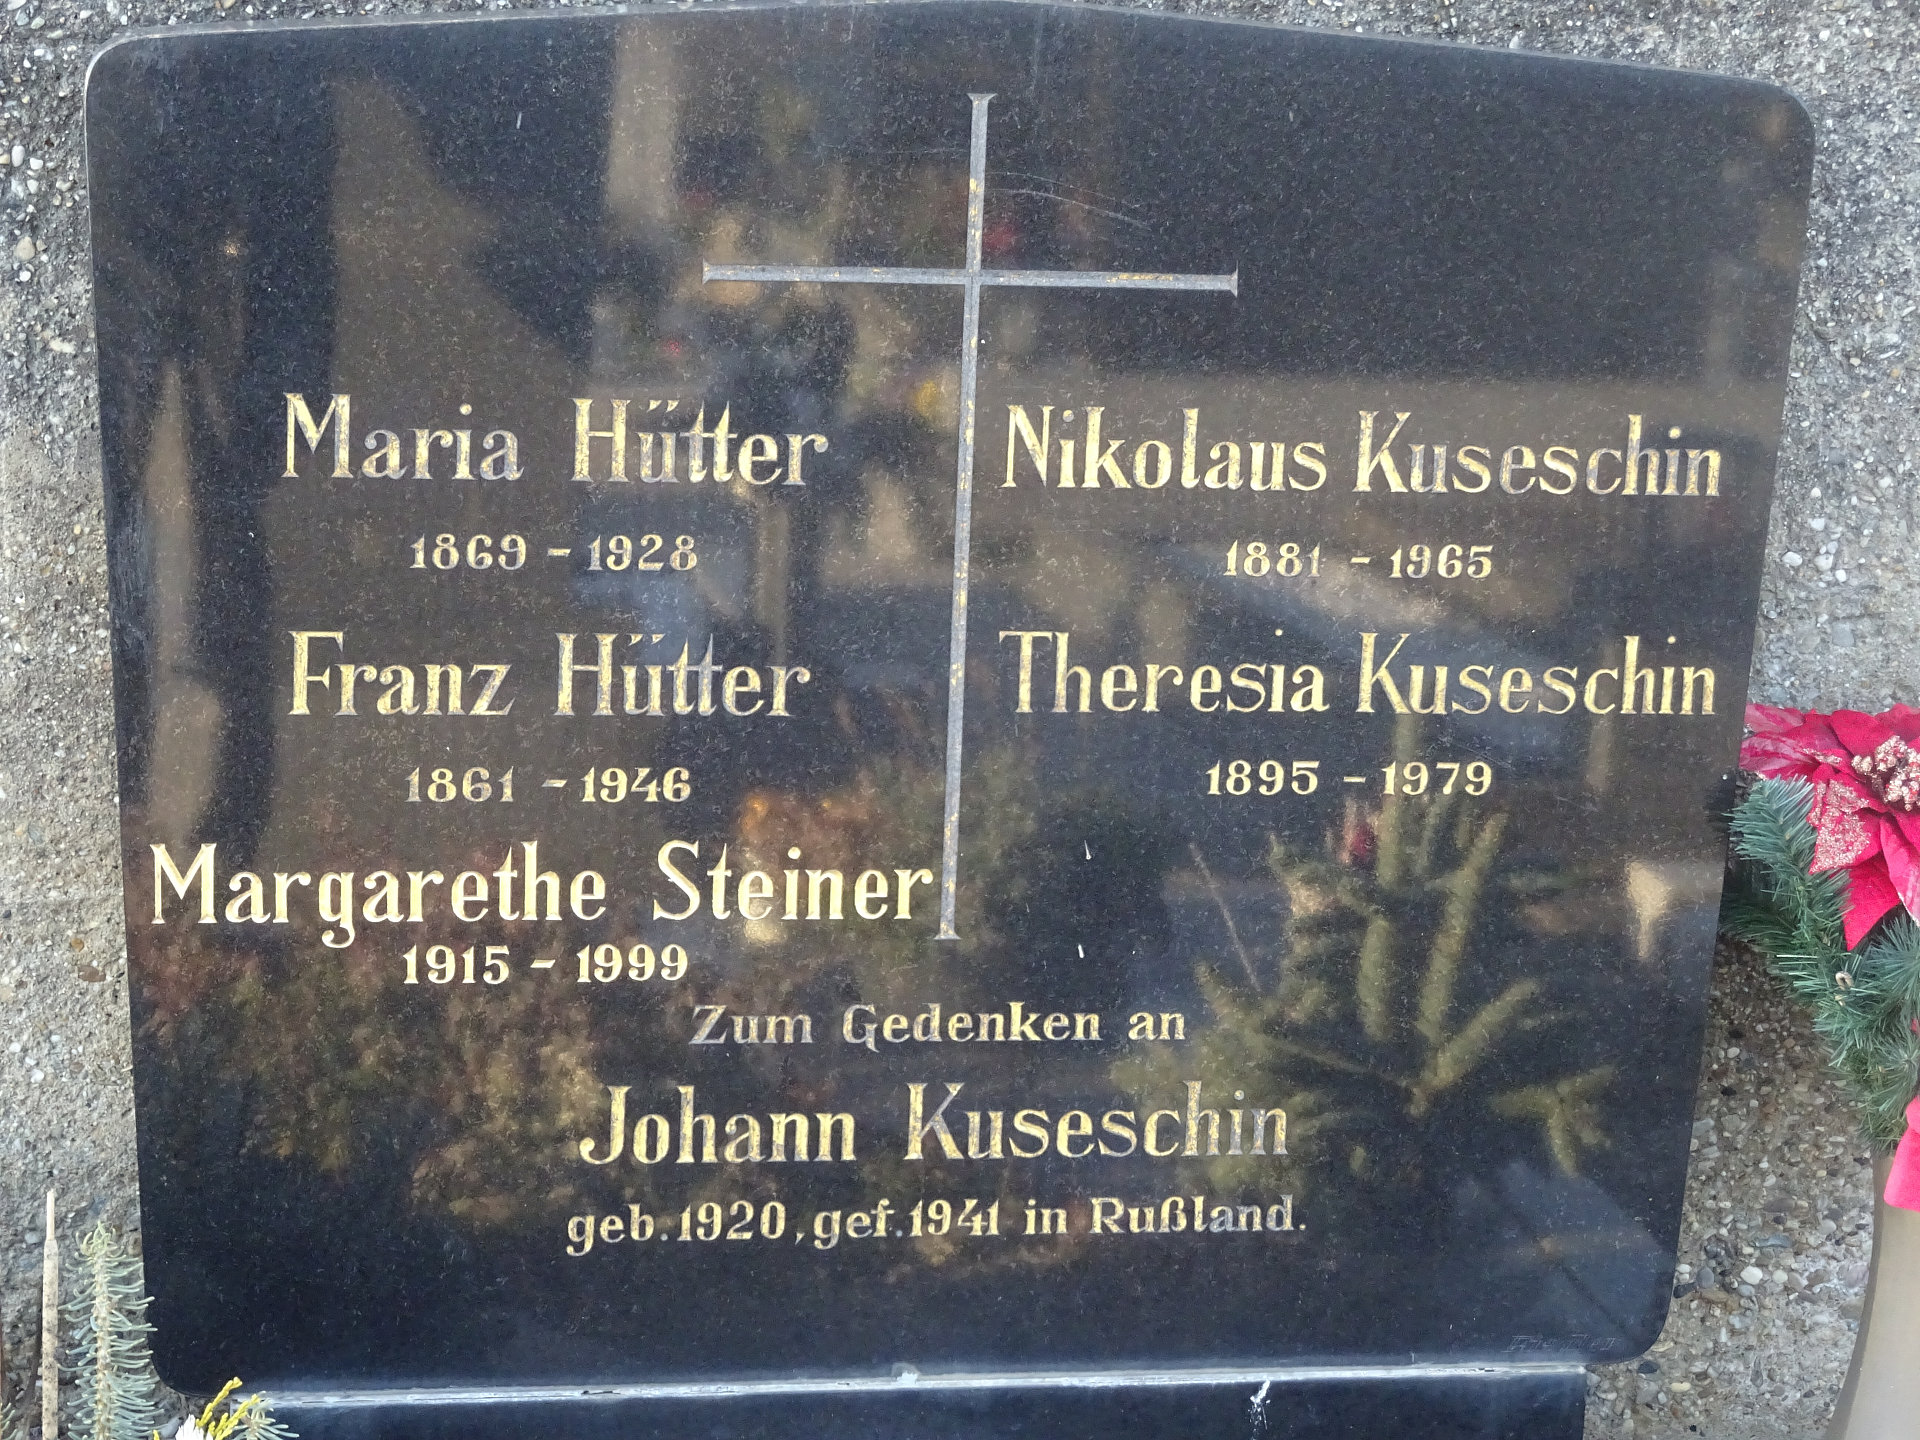 Maria Hütter
1869 - 1928
Franz Hütter
1861 - 1946
Margarethe Steiner
1915 - 1999
Nikolaus Kuseschin
1881 - 1965
Theresia Kuseschin
1895 - 1979
Zum Gedenken an
Johann Kuseschin
geb. 1920, gef. 1941 in Rußland.